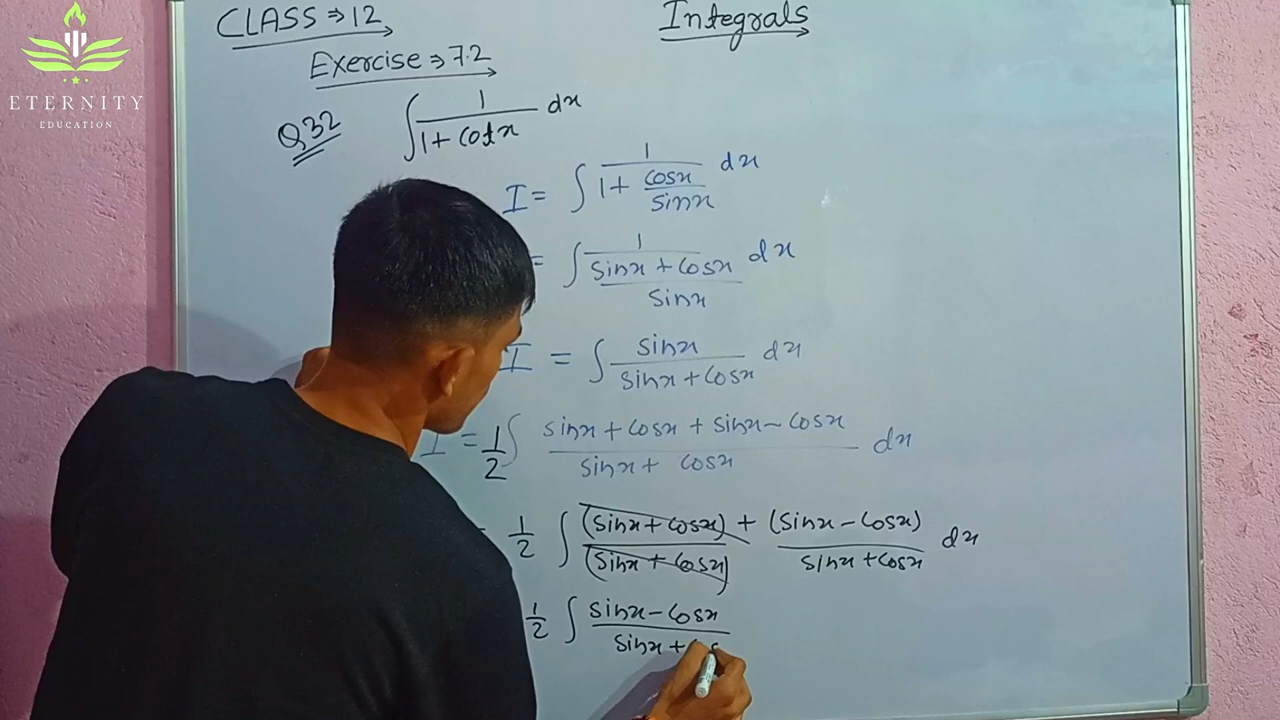 CLASS ⇒ 12
Integrals
Exercise ⇒ 7.2
ETERNITY
EDUCATION
Q32 ∫ 1/(1 + cotx) dx
I = ∫ 1/(1 + cosx/sinx) dx
= ∫ 1/((sinx + cosx)/sinx) dx
I = ∫ sinx/(sinx + cosx) dx
I = 1/2 ∫ (sinx + cosx + sinx - cosx)/(sinx + cosx) dx
= 1/2 ∫ (sinx + cosx)/(sinx + cosx) + (sinx - cosx)/(sinx + cosx) dx
1/2 ∫ (sinx - cosx)/(sinx +